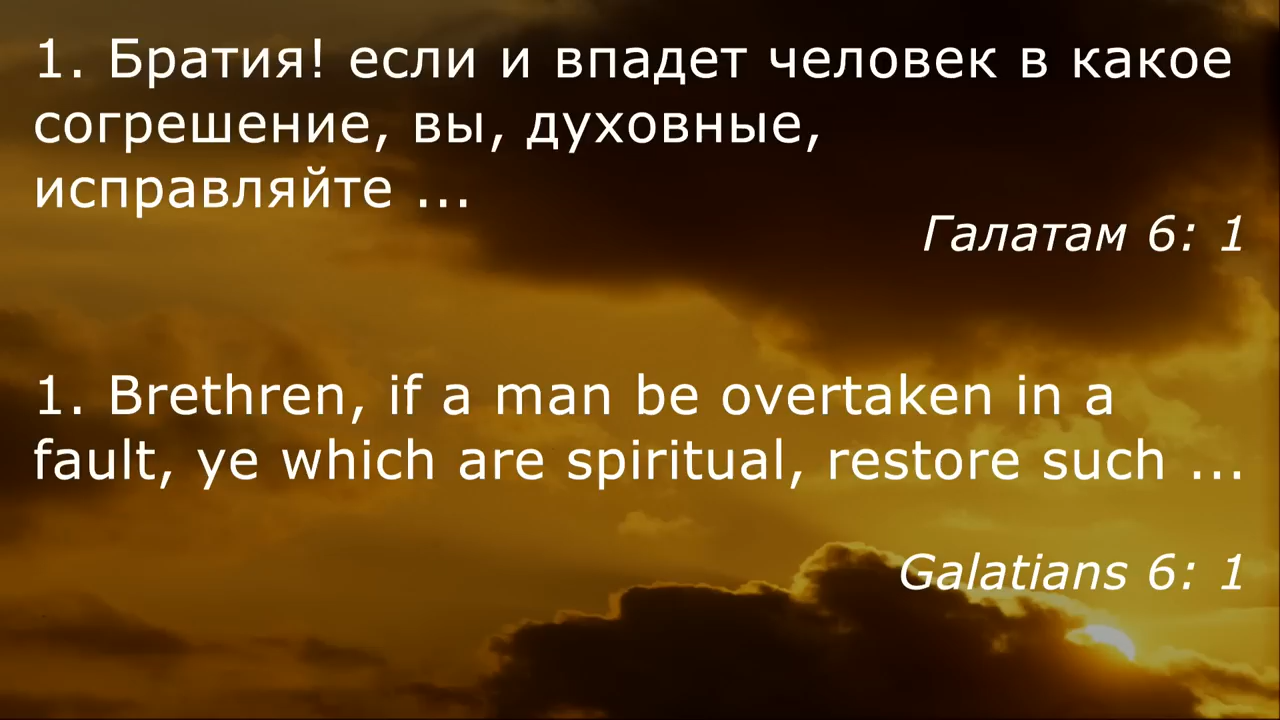 1. Братия! если и впадет человек в какое
согрешение, вы, духовные,
исправляйте ...
Галатам 6: 1
1. Brethren, if a man be overtaken in a
fault, ye which are spiritual, restore such ...
Galatians 6: 1